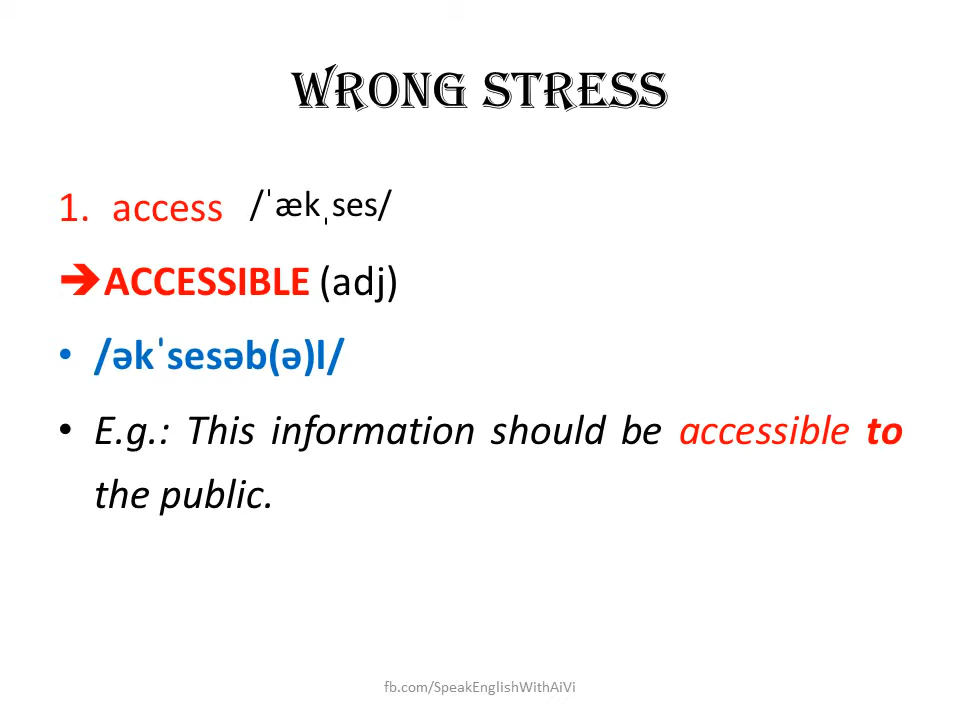 WRONG STRESS
1. access /ˈækˌses/
➔ACCESSIBLE (adj)
• /əkˈsesəb(ə)l/
• E.g.: This information should be accessible to
the public.
fb.com/SpeakEnglishWithAiVi